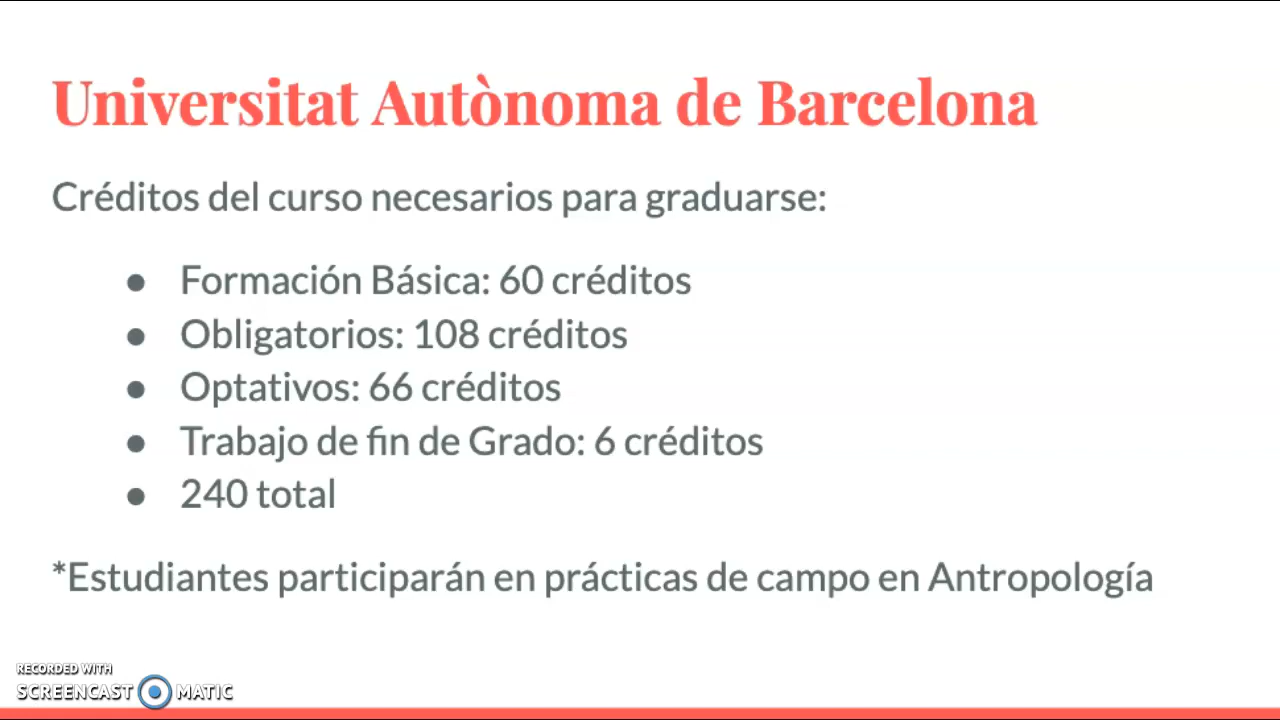 Universitat Autònoma de Barcelona
Créditos del curso necesarios para graduarse:
● Formación Básica: 60 créditos
● Obligatorios: 108 créditos
● Optativos: 66 créditos
● Trabajo de fin de Grado: 6 créditos
● 240 total
*Estudiantes participarán en prácticas de campo en Antropología
RECORDED WITH
SCREENCAST MATIC